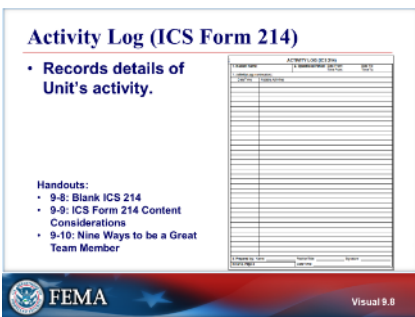 Activity Log (ICS Form 214)
• Records details of
Unit's activity.
ACTIVITY LOG (ICS 214)
Handouts:
• 9-8: Blank ICS 214
• 9-9: ICS Form 214 Content
Considerations
• 9-10: Nine Ways to be a Great
Team Member
FEMA
Visual 9.8